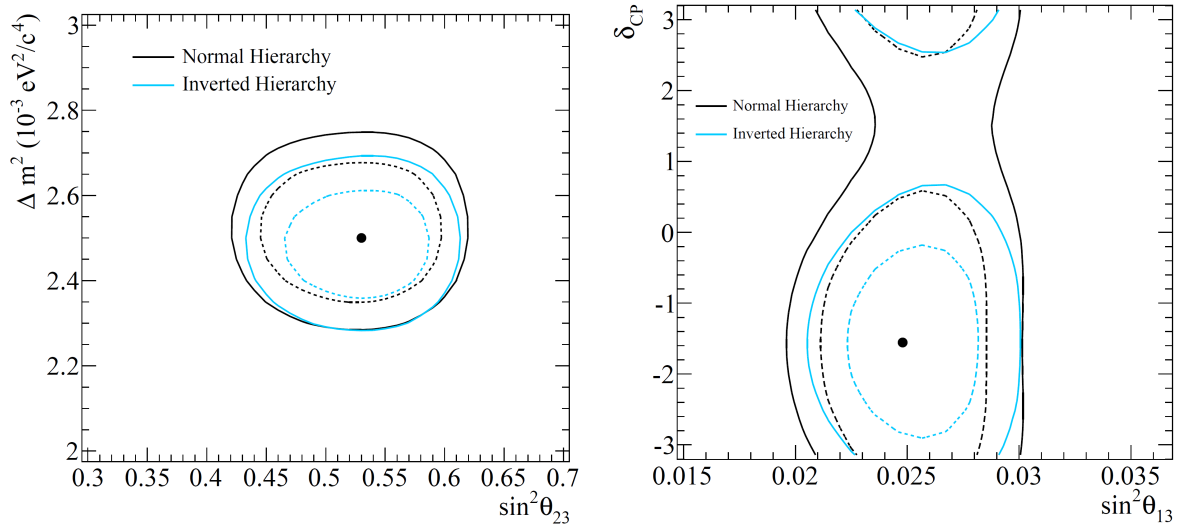 Δ m² (10⁻³ eV²/c⁴)
3
2.8
2.6
2.4
2.2
2
Normal Hierarchy
Inverted Hierarchy
0.3 0.35 0.4 0.45 0.5 0.55 0.6 0.65 0.7
sin²θ₂₃
δCP
3
2
1
0
-1
-2
-3
Normal Hierarchy
Inverted Hierarchy
0.015 0.02 0.025 0.03 0.035
sin²θ₁₃